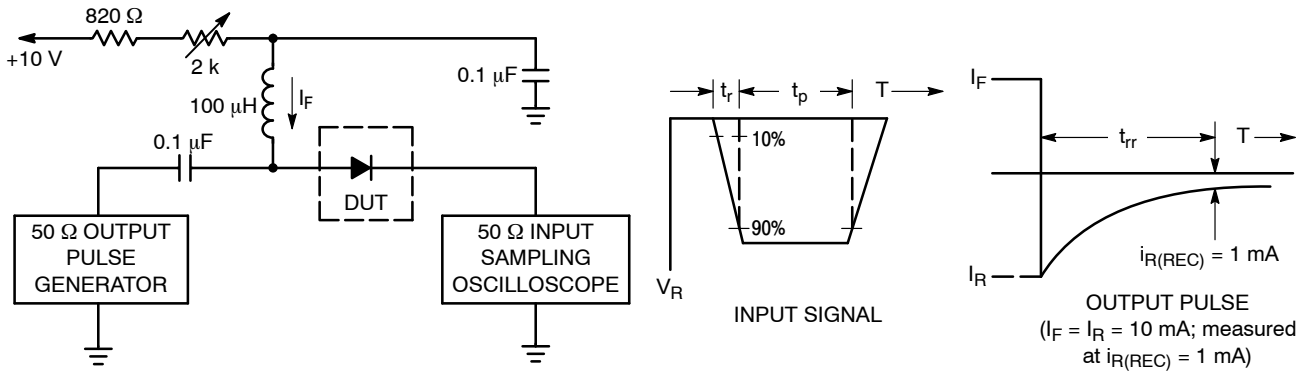 820 Ω
+10 V
2 k
100 μH
I_F
0.1 μF
0.1 μF
DUT
50 Ω OUTPUT
PULSE
GENERATOR
50 Ω INPUT
SAMPLING
OSCILLOSCOPE
t_r
t_p
T
10%
90%
V_R
INPUT SIGNAL
I_F
t_rr
T
i_R(REC) = 1 mA
I_R
OUTPUT PULSE
(I_F = I_R = 10 mA; measured
at i_R(REC) = 1 mA)